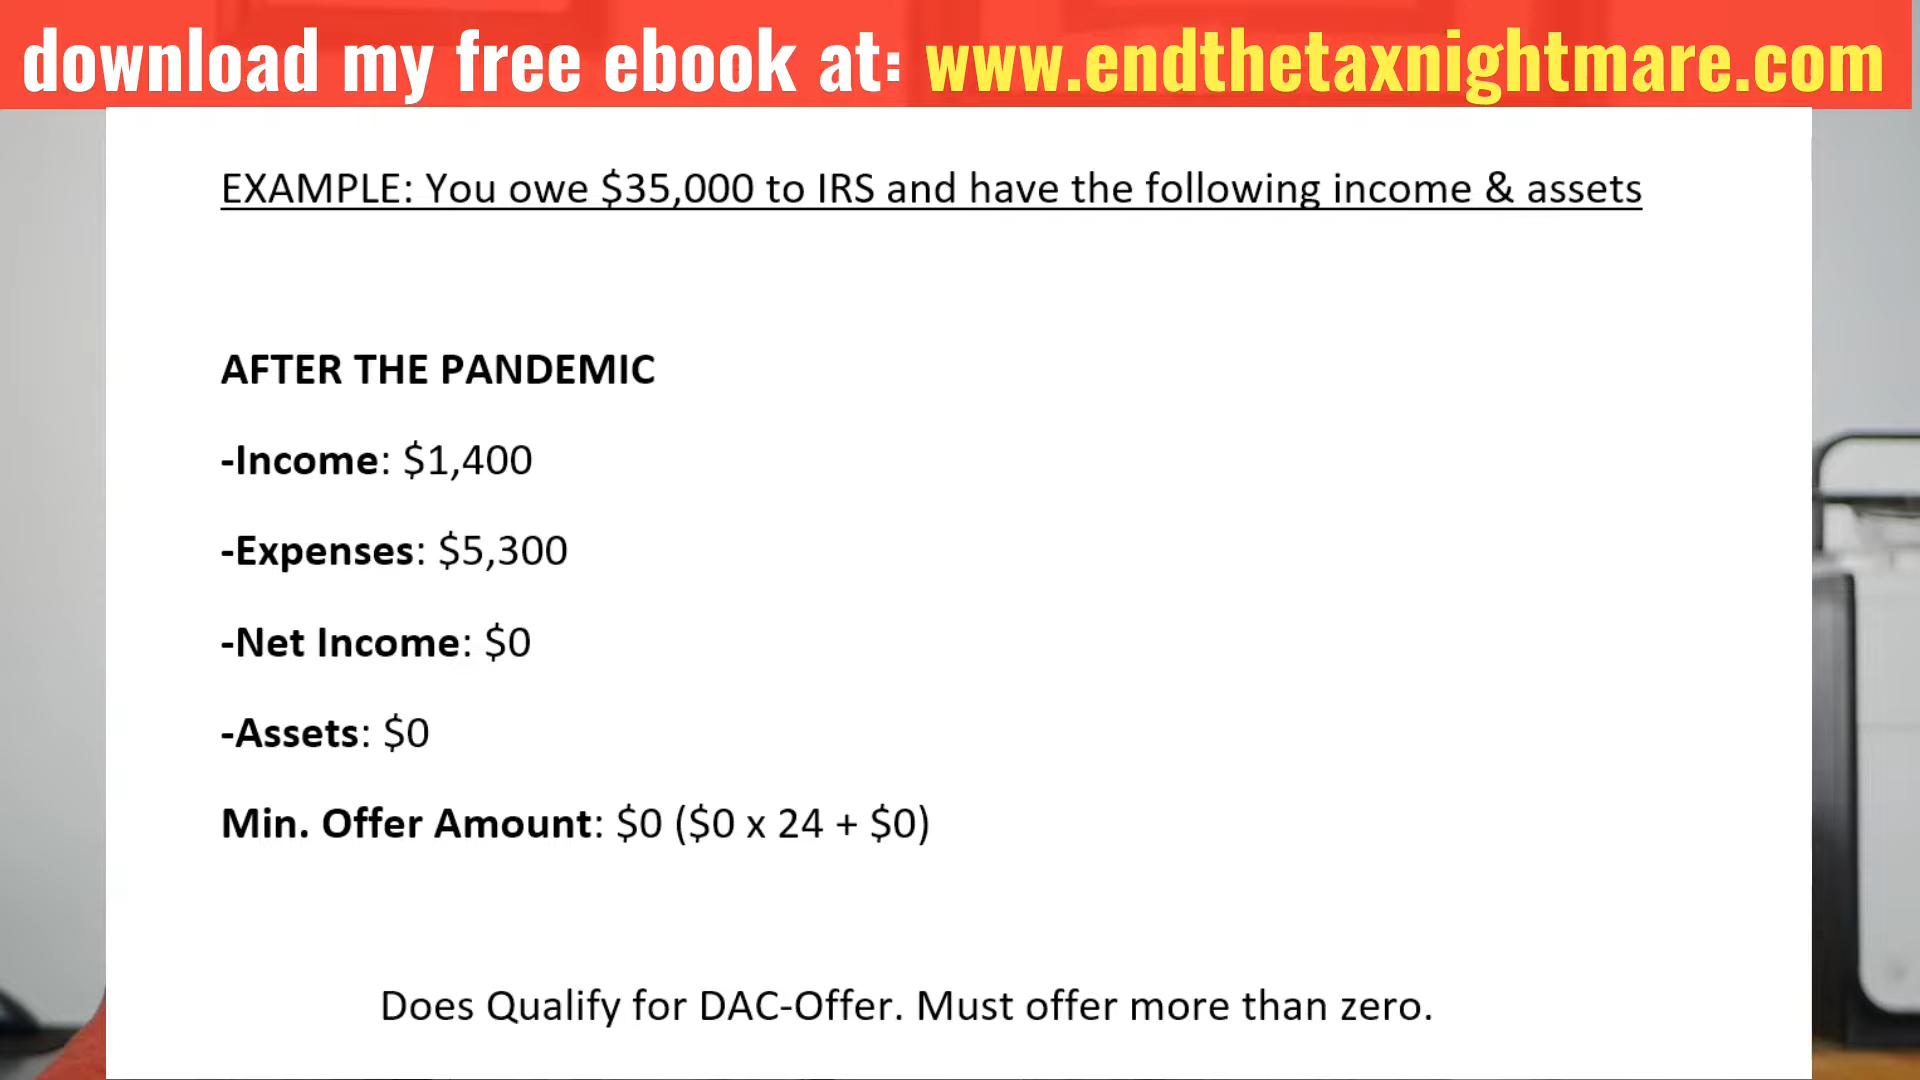 download my free ebook at: www.endthetaxnightmare.com
EXAMPLE: You owe $35,000 to IRS and have the following income & assets
AFTER THE PANDEMIC
-Income: $1,400
-Expenses: $5,300
-Net Income: $0
-Assets: $0
Min. Offer Amount: $0 ($0 x 24 + $0)
Does Qualify for DAC-Offer. Must offer more than zero.